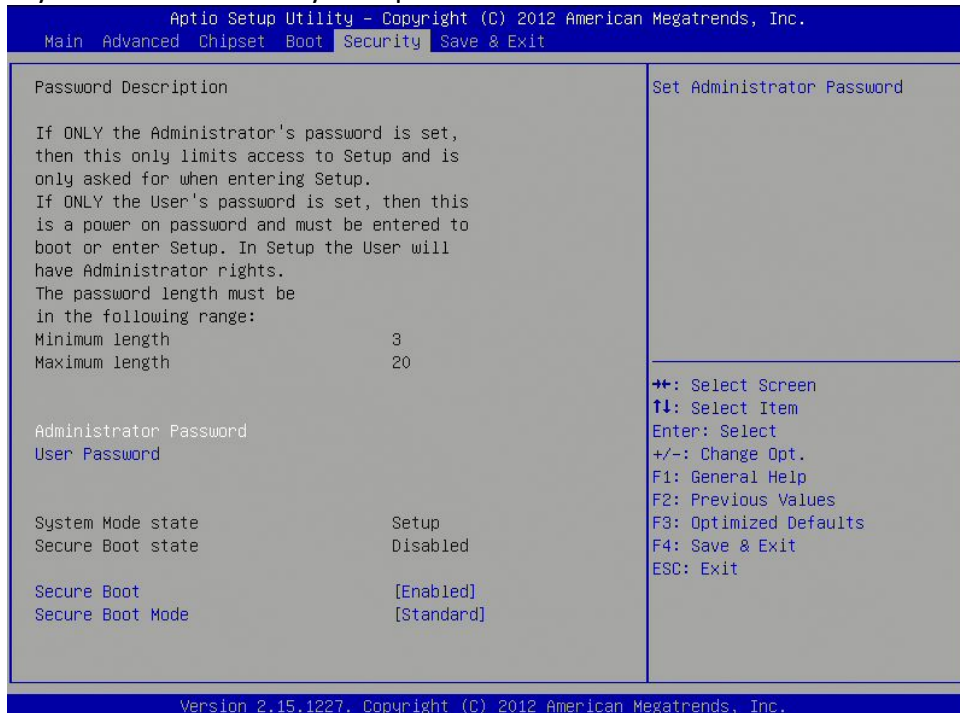 Aptio Setup Utility – Copyright (C) 2012 American Megatrends, Inc.
Main Advanced Chipset Boot Security Save & Exit
Password Description
If ONLY the Administrator's password is set,
then this only limits access to Setup and is
only asked for when entering Setup.
If ONLY the User's password is set, then this
is a power on password and must be entered to
boot or enter Setup. In Setup the User will
have Administrator rights.
The password length must be
in the following range:
Minimum length 3
Maximum length 20
Administrator Password
User Password
System Mode state Setup
Secure Boot state Disabled
Secure Boot [Enabled]
Secure Boot Mode [Standard]
Set Administrator Password
→←: Select Screen
↑↓: Select Item
Enter: Select
+/-: Change Opt.
F1: General Help
F2: Previous Values
F3: Optimized Defaults
F4: Save & Exit
ESC: Exit
Version 2.15.1227. Copyright (C) 2012 American Megatrends, Inc.